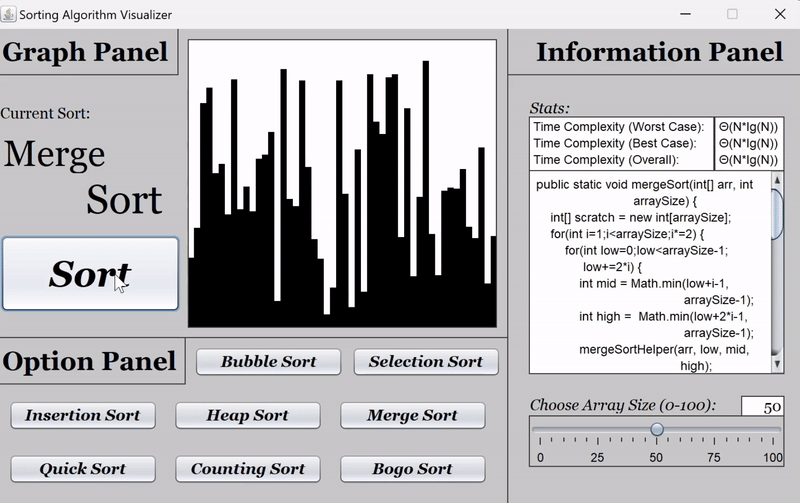 Sorting Algorithm Visualizer
Graph Panel
Current Sort:
Merge
Sort
Sort
Information Panel
Stats:
Time Complexity (Worst Case): Θ(N*lg(N))
Time Complexity (Best Case): Θ(N*lg(N))
Time Complexity (Overall): Θ(N*lg(N))
public static void mergeSort(int[] arr, int
arraySize) {
int[] scratch = new int[arraySize];
for(int i=1;i<arraySize;i*=2) {
for(int low=0;low<arraySize-1;
low+=2*i) {
int mid = Math.min(low+i-1,
arraySize-1);
int high = Math.min(low+2*i-1,
arraySize-1);
mergeSortHelper(arr, low, mid,
high);
Option Panel
Bubble Sort
Selection Sort
Insertion Sort
Heap Sort
Merge Sort
Quick Sort
Counting Sort
Bogo Sort
Choose Array Size (0-100): 50
0 25 50 75 100